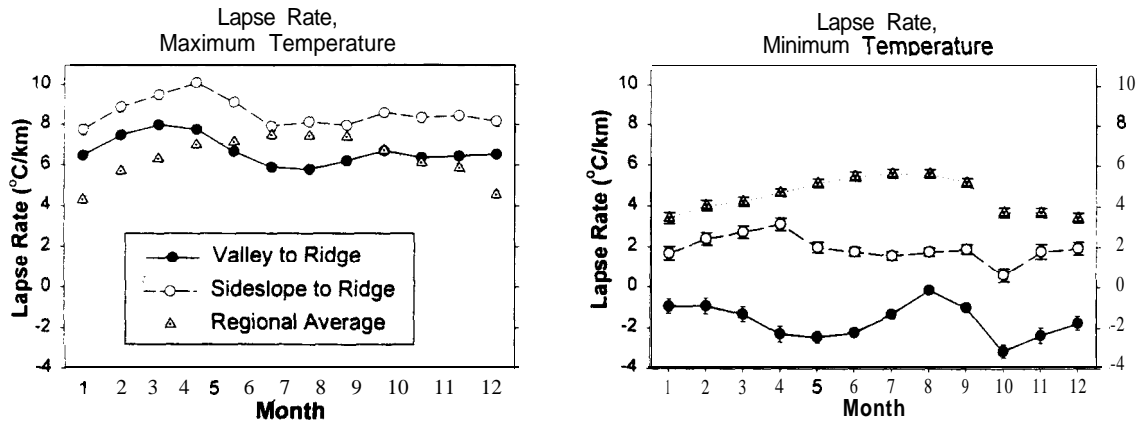 Lapse Rate,
Maximum Temperature
10
8
6
4
2
0
-2
-4
Lapse Rate (°C/km)
Valley to Ridge
Sideslope to Ridge
Regional Average
1 2 3 4 5 6 7 8 9 10 11 12
Month
Lapse Rate,
Minimum Temperature
10
8
6
4
2
0
-2
-4
Lapse Rate (°C/km)
10
8
6
4
2
0
-2
-4
1 2 3 4 5 6 7 8 9 10 11 12
Month